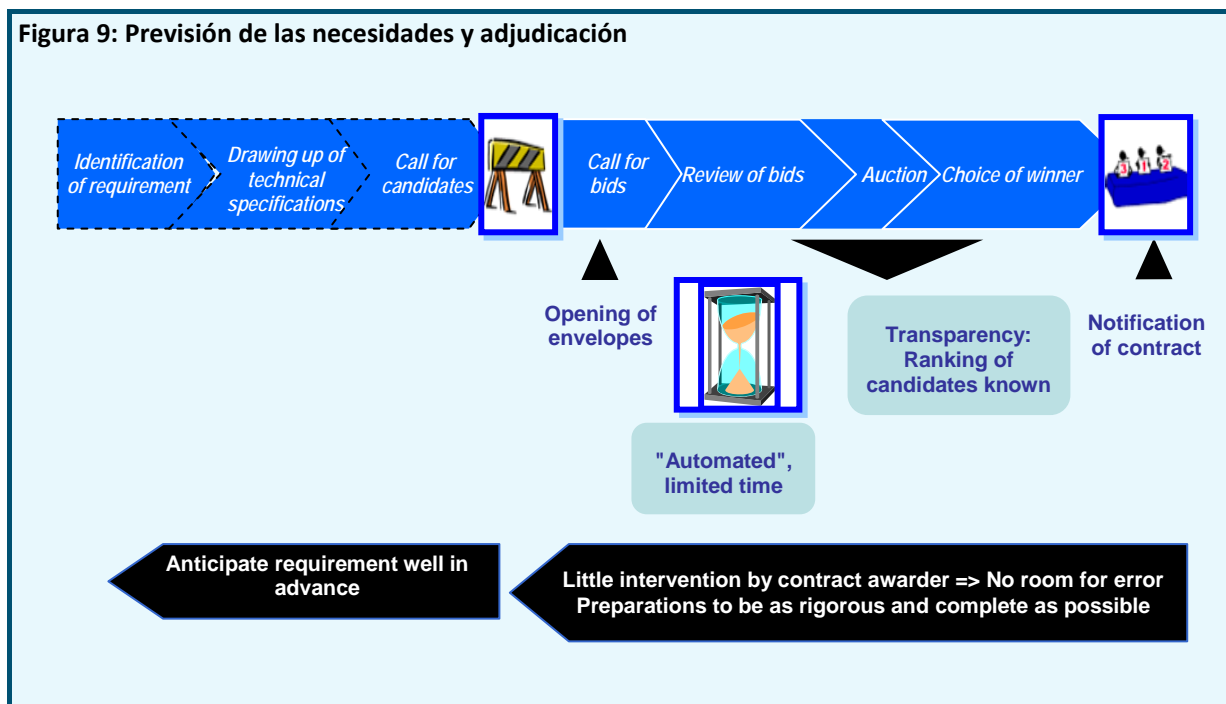 Figura 9: Previsión de las necesidades y adjudicación
Identification
of requirement
Drawing up of
technical
specifications
Call for
candidates
Call for
bids
Review of bids
Auction
Choice of winner
3
1
2
Opening of
envelopes
Transparency:
Ranking of
candidates known
Notification
of contract
"Automated",
limited time
Anticipate requirement well in
advance
Little intervention by contract awarder => No room for error
Preparations to be as rigorous and complete as possible